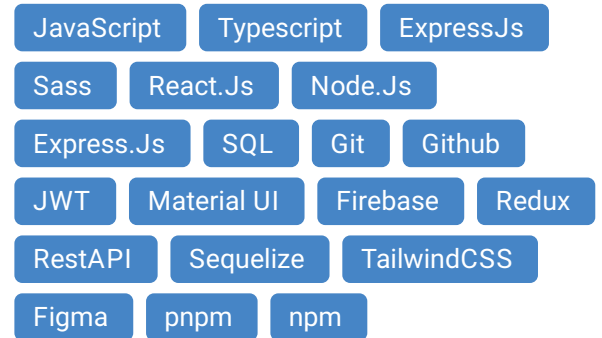 JavaScript Typescript ExpressJs
Sass React.Js Node.Js
Express.Js SQL Git Github
JWT Material UI Firebase Redux
RestAPI Sequelize TailwindCSS
Figma pnpm npm